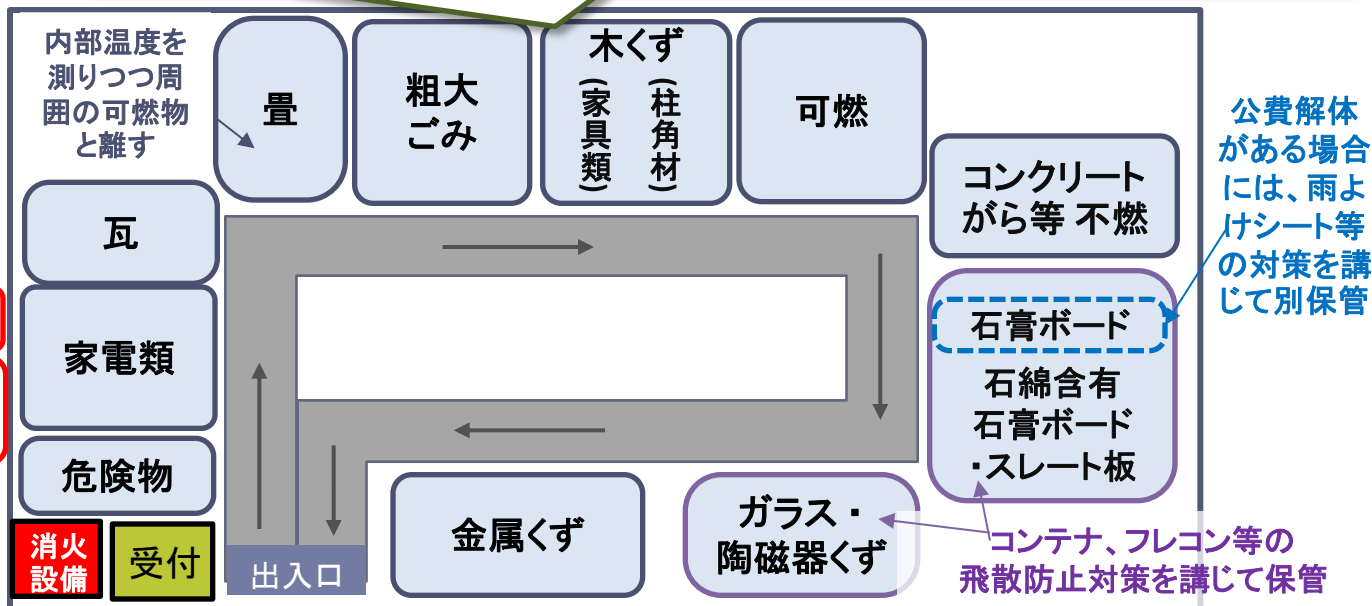 内部温度を
測りつつ周
囲の可燃物
と離す
畳
粗大
ごみ
木くず
(家具類)
(柱角材)
可燃
コンクリート
がら等 不燃
公費解体
がある場合
には、雨よ
けシート等
の対策を講
じて別保管
瓦
家電類
石膏ボード
石綿含有
石膏ボード
・スレート板
危険物
金属くず
ガラス・
陶磁器くず
コンテナ、フレコン等の
飛散防止対策を講じて保管
消火
設備
受付
出入口